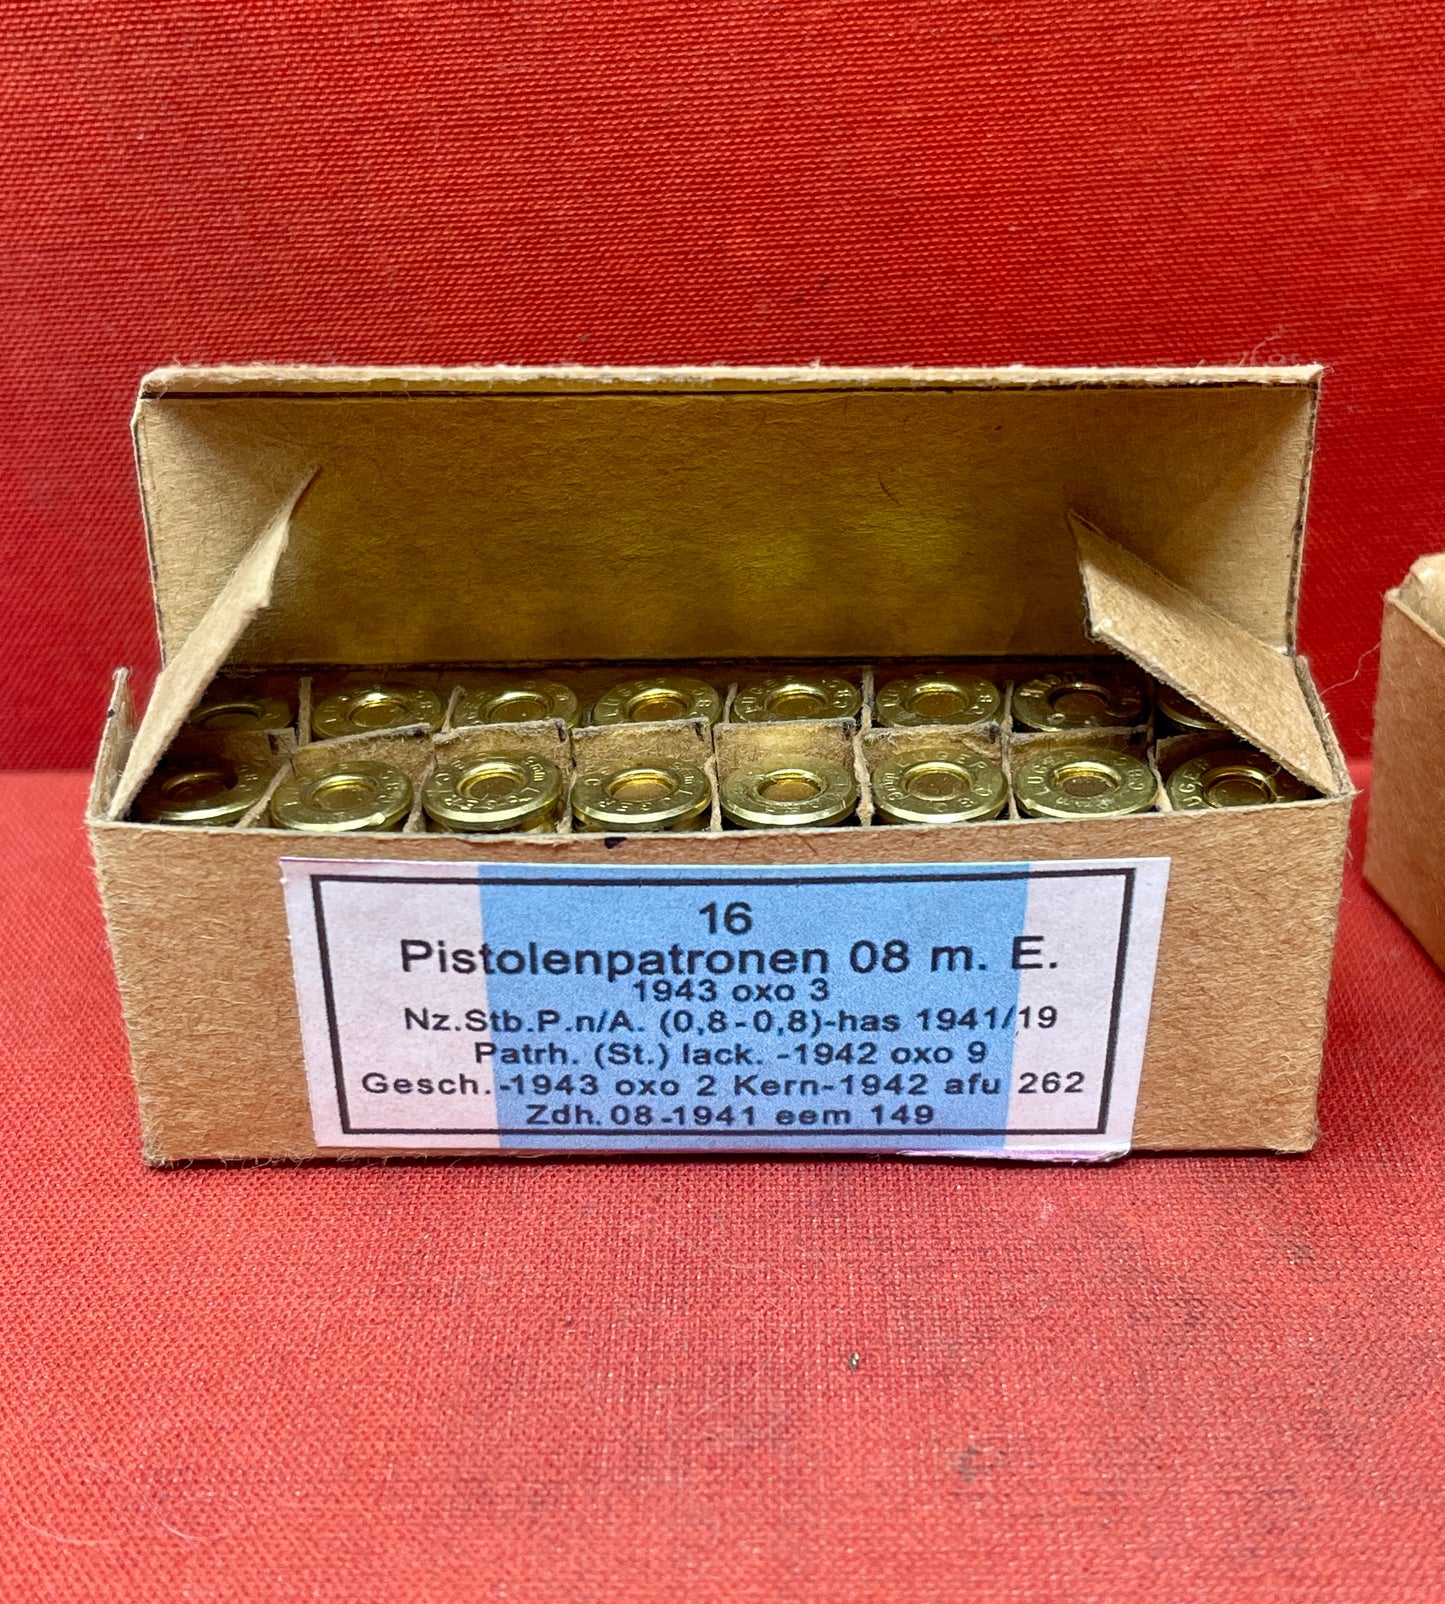 16
Pistolenpatronen 08 m. E.
1943 oxo 3
Nz.Stb.P.n/A. (0,8-0,8)-has 1941/19
Patrh. (St.) lack. -1942 oxo 9
Gesch.-1943 oxo 2 Kern-1942 afu 262
Zdh. 08-1941 eem 149